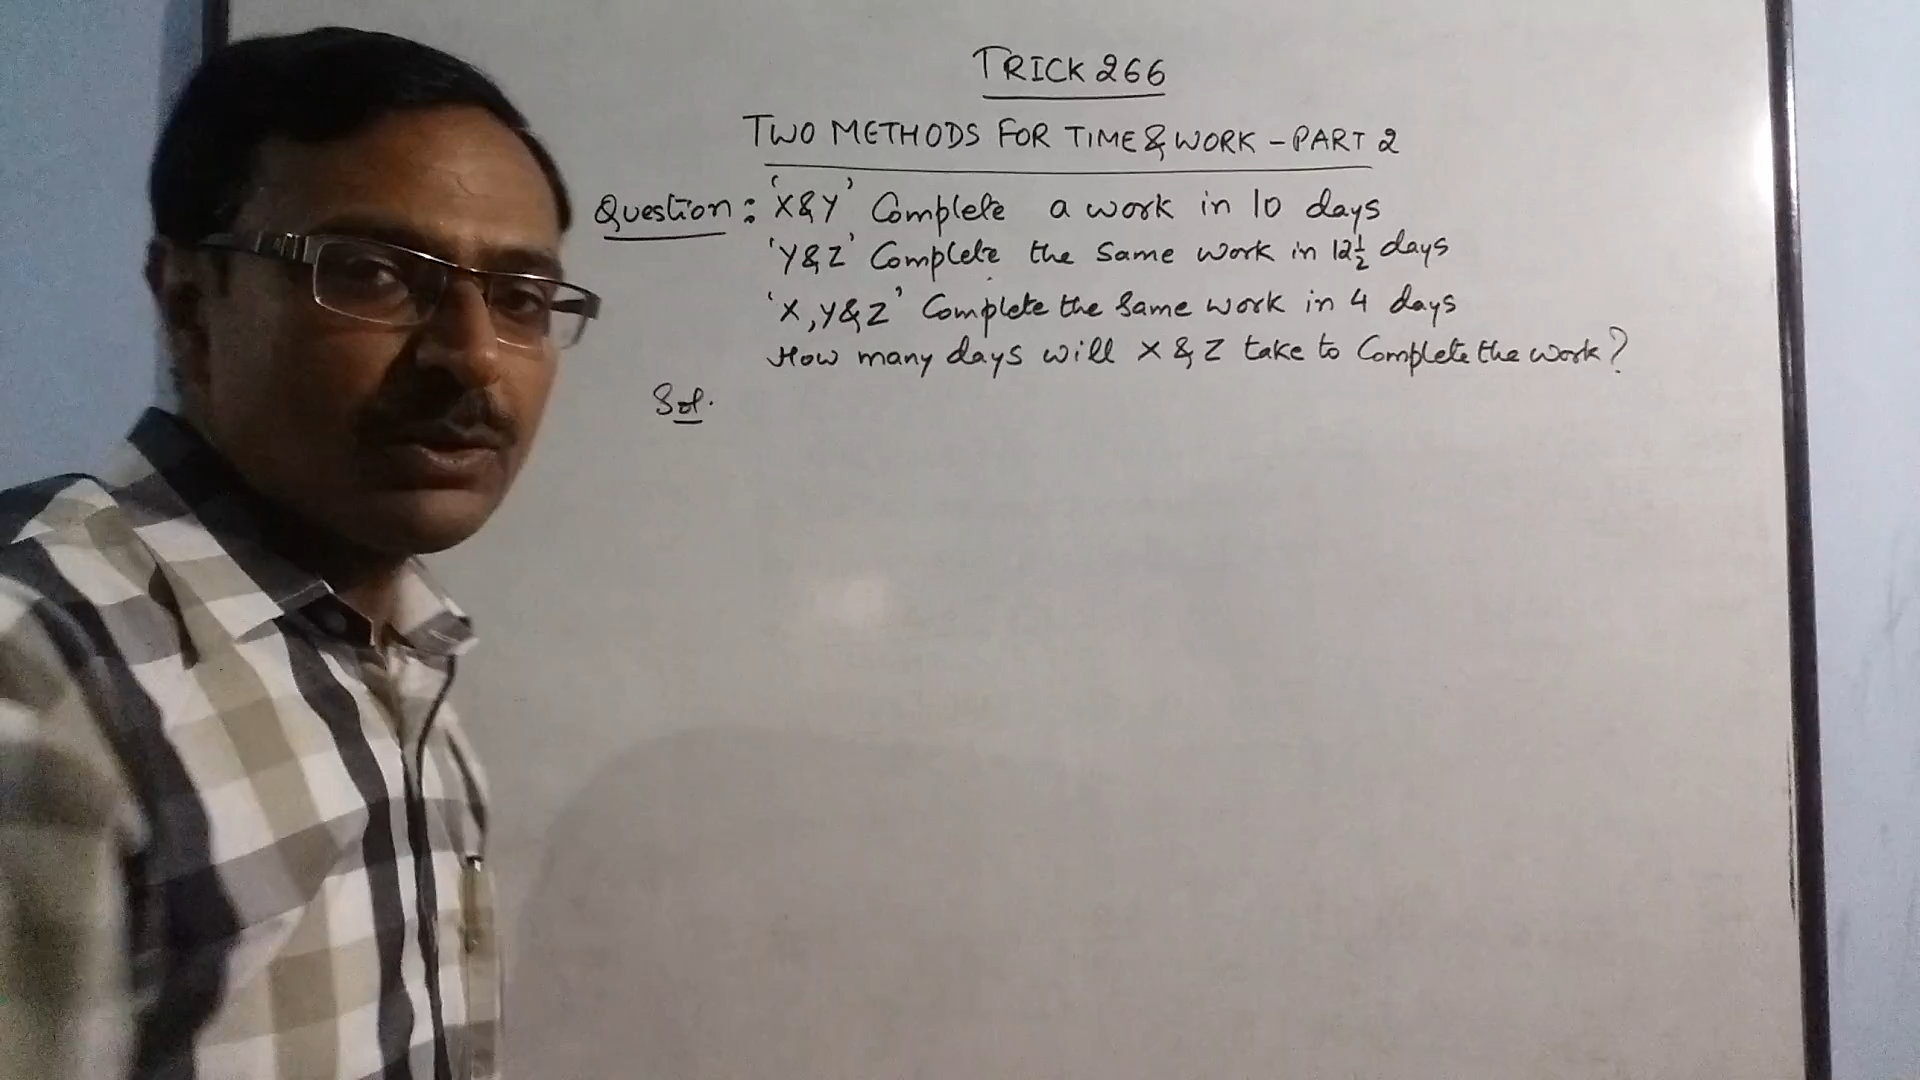 TRICK 266
TWO METHODS FOR TIME & WORK - PART 2
Question : 'X & Y' Complete a work in 10 days
'Y & Z' Complete the same work in 12½ days
'X, Y & Z' Complete the same work in 4 days
How many days will X & Z take to Complete the work?
Sol.